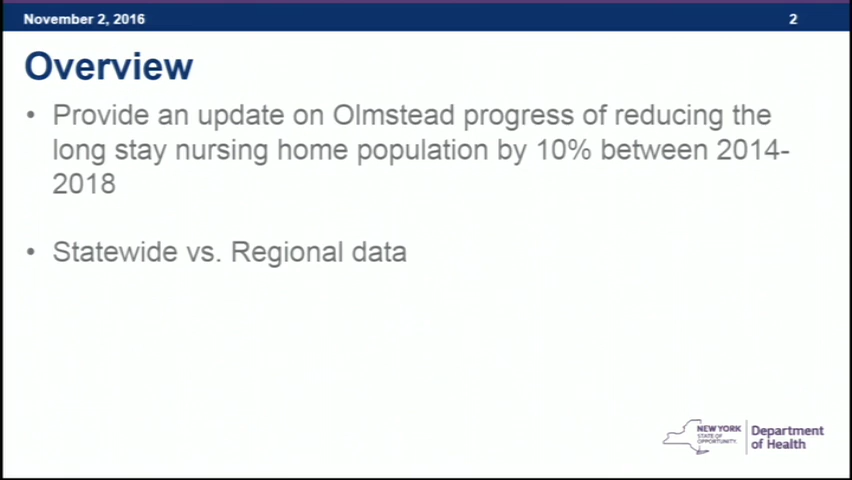 November 2, 2016
2
Overview
• Provide an update on Olmstead progress of reducing the
long stay nursing home population by 10% between 2014-
2018
• Statewide vs. Regional data
NEW YORK
STATE OF
OPPORTUNITY.
Department
of Health